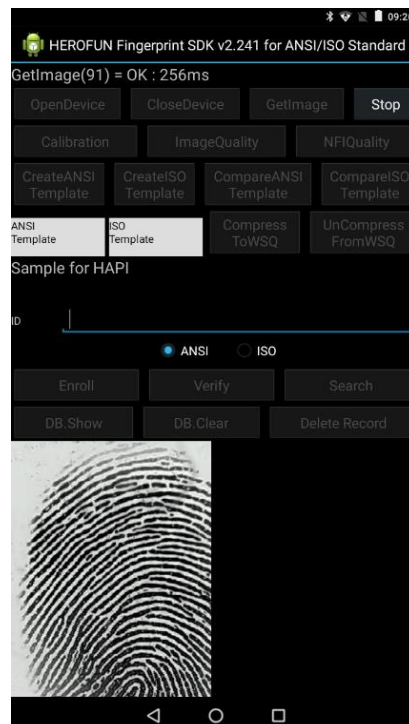 09:20
HEROFUN Fingerprint SDK v2.241 for ANSI/ISO Standard
GetImage(91) = OK : 256ms
OpenDevice CloseDevice GetImage Stop
Calibration ImageQuality NFIQuality
CreateANSI Template CreateISO Template CompareANSI Template CompareISO Template
ANSI Template ISO Template Compress ToWSQ UnCompress FromWSQ
Sample for HAPI
ID
ANSI ISO
Enroll Verify Search
DB.Show DB.Clear Delete Record